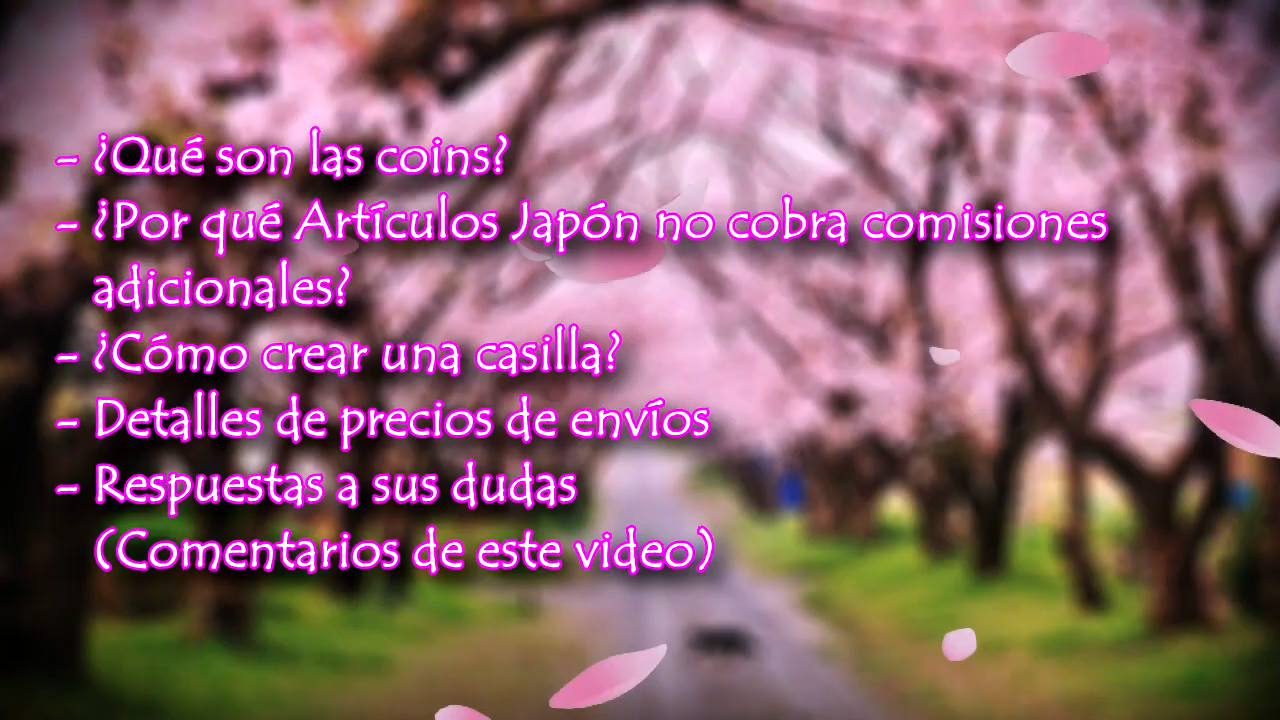 - ¿Qué son las coins?
- ¿Por qué Artículos Japón no cobra comisiones
adicionales?
- ¿Cómo crear una casilla?
- Detalles de precios de envíos
- Respuestas a sus dudas
(Comentarios de este video)